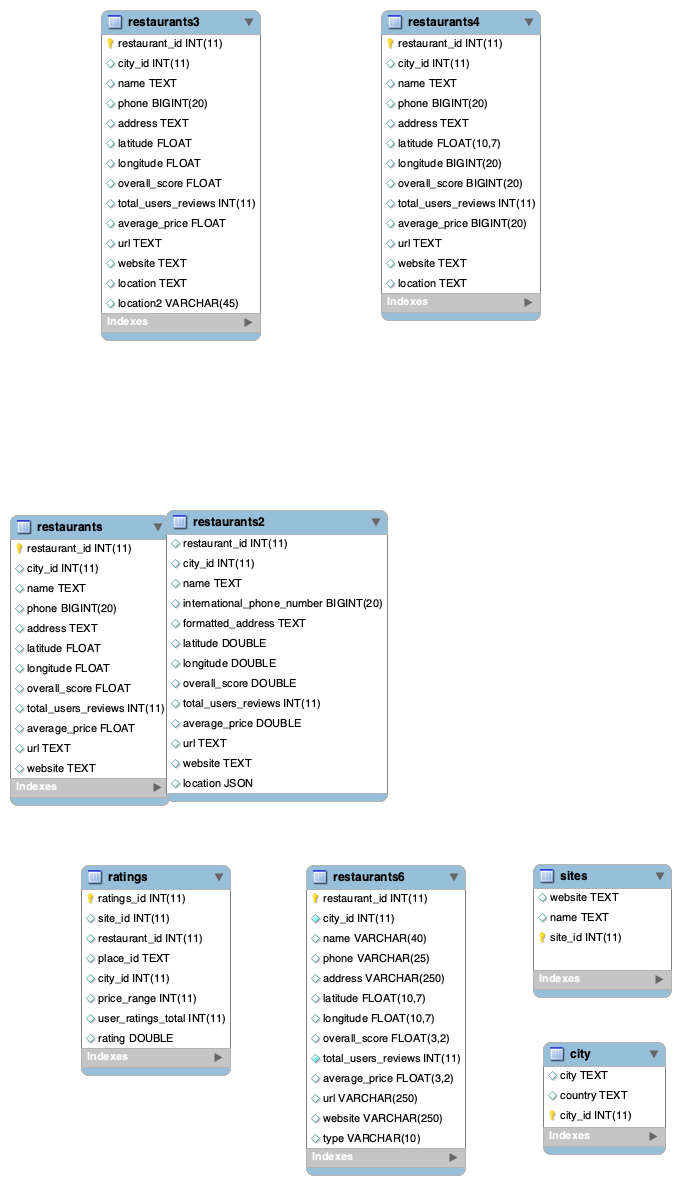 restaurants3
restaurant_id INT(11)
city_id INT(11)
name TEXT
phone BIGINT(20)
address TEXT
latitude FLOAT
longitude FLOAT
overall_score FLOAT
total_users_reviews INT(11)
average_price FLOAT
url TEXT
website TEXT
location TEXT
location2 VARCHAR(45)
Indexes
restaurants4
restaurant_id INT(11)
city_id INT(11)
name TEXT
phone BIGINT(20)
address TEXT
latitude FLOAT(10,7)
longitude BIGINT(20)
overall_score BIGINT(20)
total_users_reviews INT(11)
average_price BIGINT(20)
url TEXT
website TEXT
location TEXT
Indexes
restaurants
restaurant_id INT(11)
city_id INT(11)
name TEXT
phone BIGINT(20)
address TEXT
latitude FLOAT
longitude FLOAT
overall_score FLOAT
total_users_reviews INT(11)
average_price FLOAT
url TEXT
website TEXT
Indexes
restaurants2
restaurant_id INT(11)
city_id INT(11)
name TEXT
international_phone_number BIGINT(20)
formatted_address TEXT
latitude DOUBLE
longitude DOUBLE
overall_score DOUBLE
total_users_reviews INT(11)
average_price DOUBLE
url TEXT
website TEXT
location JSON
ratings
ratings_id INT(11)
site_id INT(11)
restaurant_id INT(11)
place_id TEXT
city_id INT(11)
price_range INT(11)
user_ratings_total INT(11)
rating DOUBLE
Indexes
restaurants6
restaurant_id INT(11)
city_id INT(11)
name VARCHAR(40)
phone VARCHAR(25)
address VARCHAR(250)
latitude FLOAT(10,7)
longitude FLOAT(10,7)
overall_score FLOAT(3,2)
total_users_reviews INT(11)
average_price FLOAT(3,2)
url VARCHAR(250)
website VARCHAR(250)
type VARCHAR(10)
Indexes
sites
website TEXT
name TEXT
site_id INT(11)
Indexes
city
city TEXT
country TEXT
city_id INT(11)
Indexes